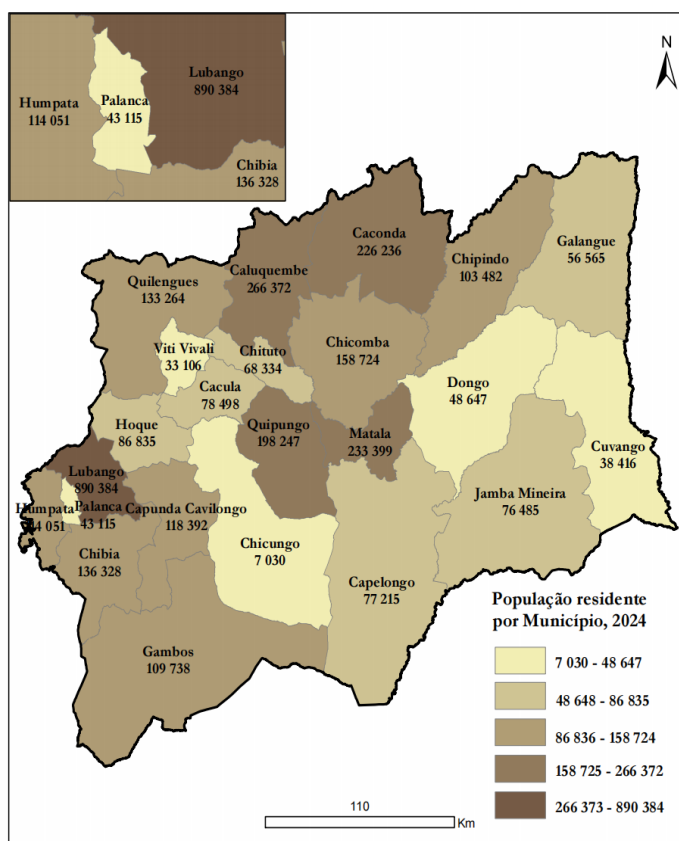 Lubango
890 384
Humpata
114 051
Palanca
43 115
Chibia
136 328
N
Caconda
226 236
Galangue
56 565
Chipindo
103 482
Caluquembe
266 372
Quilengues
133 264
Viti Vivali
33 106
Chituto
68 334
Chicomba
158 724
Cacula
78 498
Dongo
48 647
Hoque
86 835
Quipungo
198 247
Matala
233 399
Cuvango
38 416
Lubango
890 384
Jamba Mineira
76 485
Humpata
114 051
Palanca
43 115
Capunda Cavilongo
118 392
Chicungo
7 030
Chibia
136 328
Capelongo
77 215
Gambos
109 738
População residente
por Município, 2024
7 030 - 48 647
48 648 - 86 835
86 836 - 158 724
158 725 - 266 372
266 373 - 890 384
110
Km